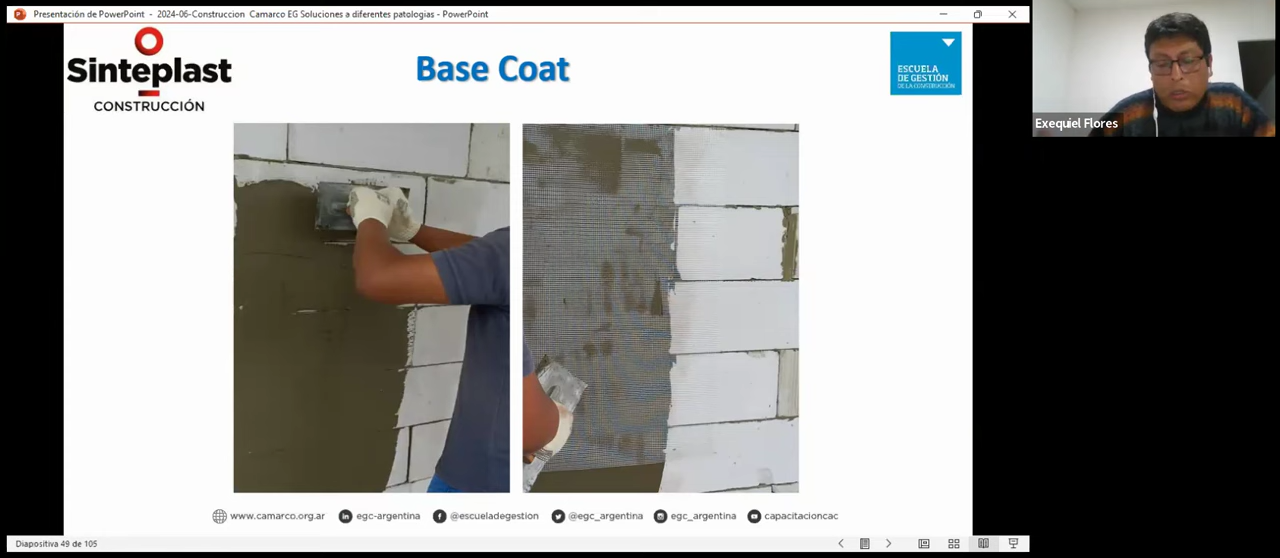 Presentación de PowerPoint - 2024-06-Construccion Camarco EG Soluciones a diferentes patologias - PowerPoint
Sinteplast
CONSTRUCCIÓN
Base Coat
ESCUELA
DE GESTIÓN
DE LA CONSTRUCCIÓN
Exequiel Flores
www.camarco.org.ar egc-argentina @escueladegestion @egc_argentina egc_argentina capacitacioncac
Diapositiva 49 de 105